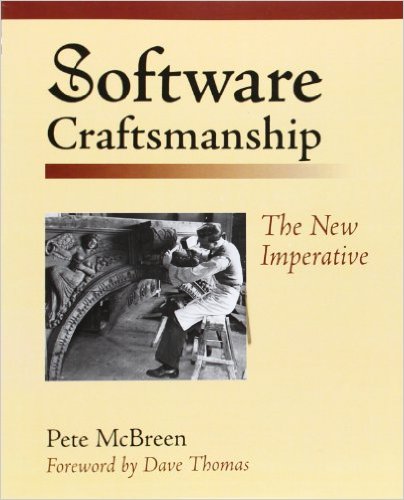 Software
Craftsmanship
The New
Imperative
Pete McBreen
Foreword by Dave Thomas